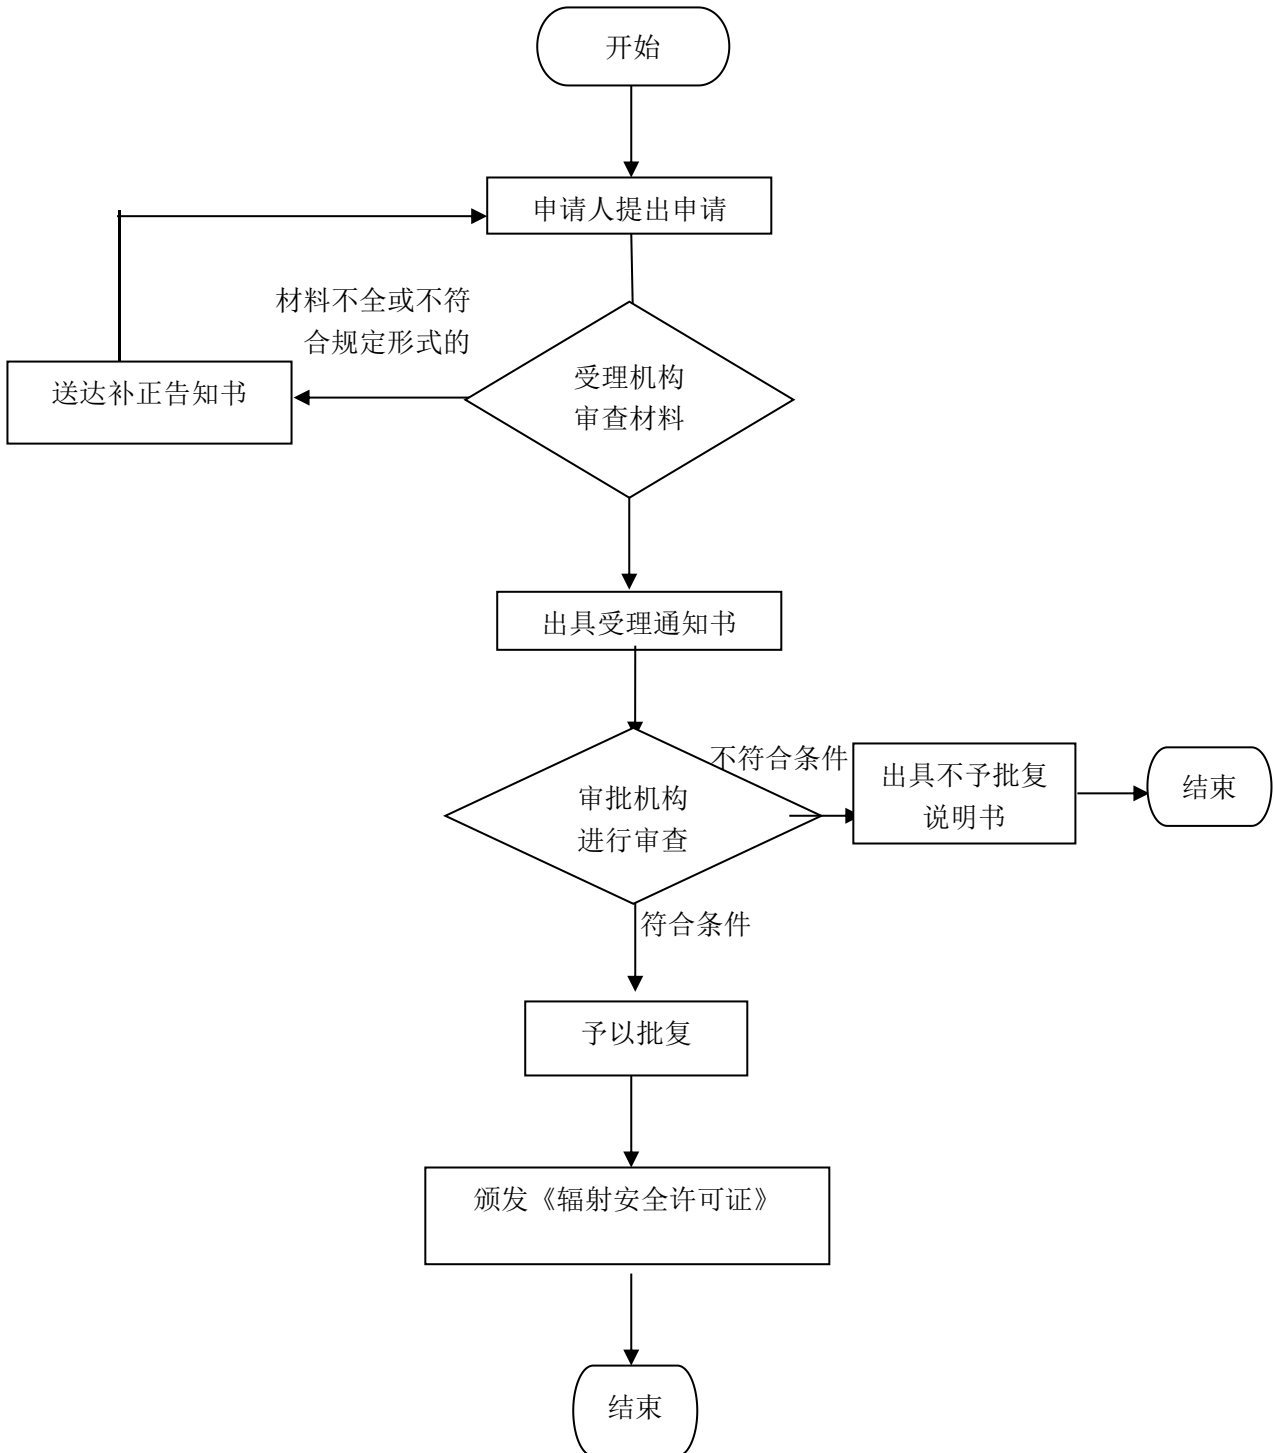 开始
申请人提出申请
材料不全或不符
合规定形式的
送达补正告知书
受理机构
审查材料
出具受理通知书
不符合条件
出具不予批复
说明书
结束
审批机构
进行审查
符合条件
予以批复
颁发《辐射安全许可证》
结束